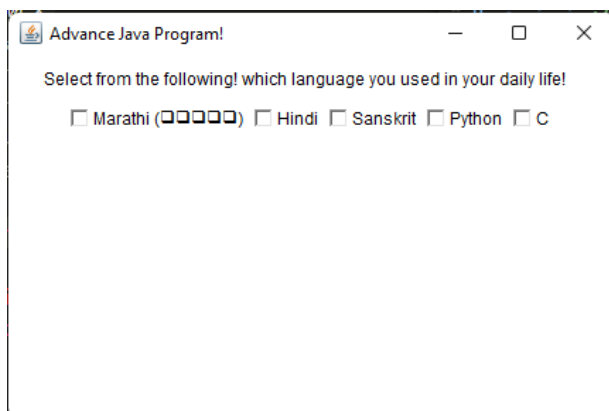 Advance Java Program!
Select from the following! which language you used in your daily life!
Marathi (□□□□□) Hindi Sanskrit Python C